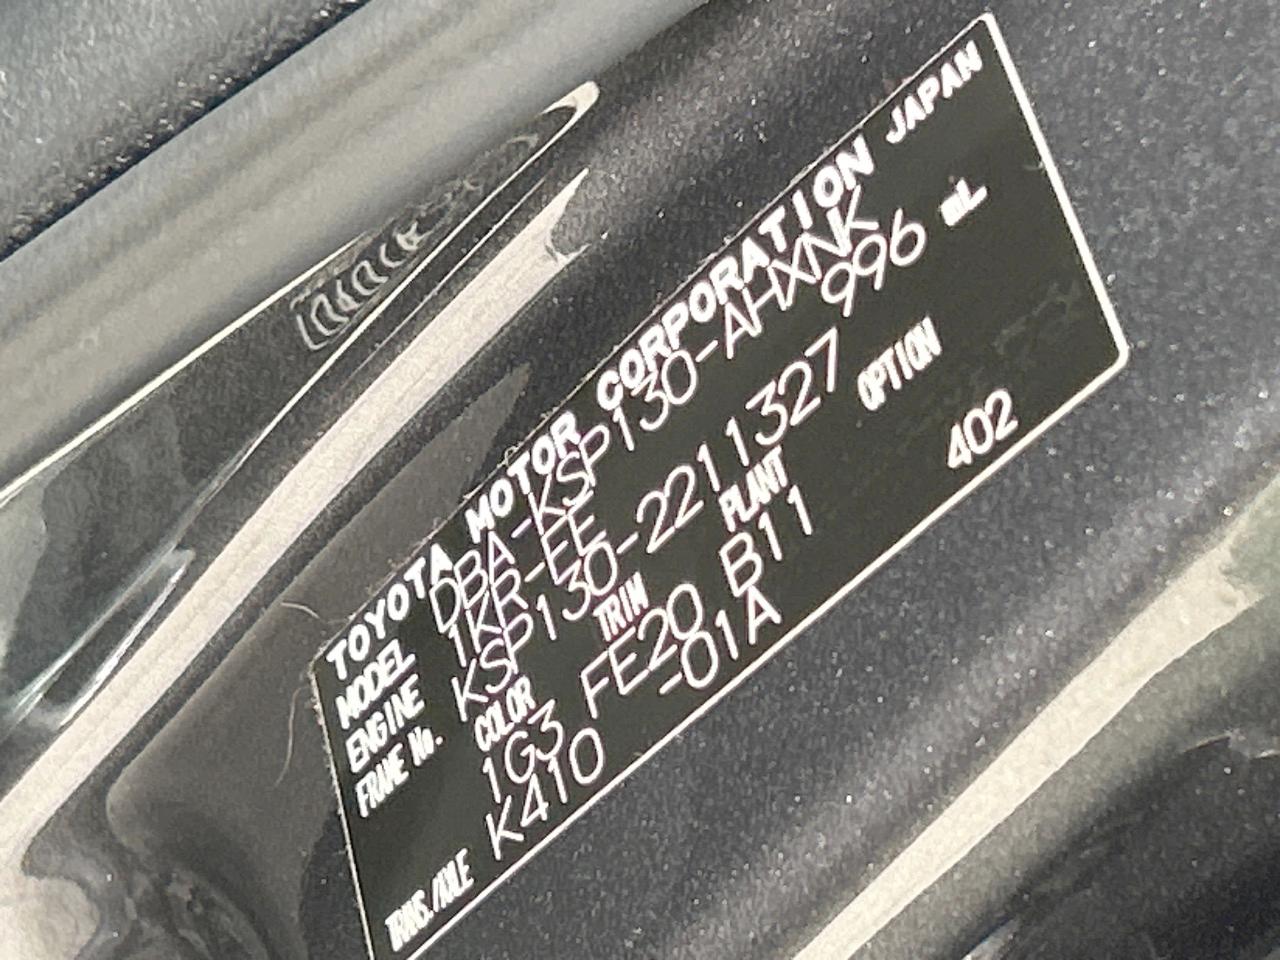 TOYOTA MOTOR CORPORATION JAPAN
MODEL DBA-KSP130-AHXNK
ENGINE 1KR-FE 996 mL
FRAME No. KSP130-2211327
COLOR TRIM PLANT OPTION
1G3 FE20 B11 402
TRANS./AXLE K410 -01A